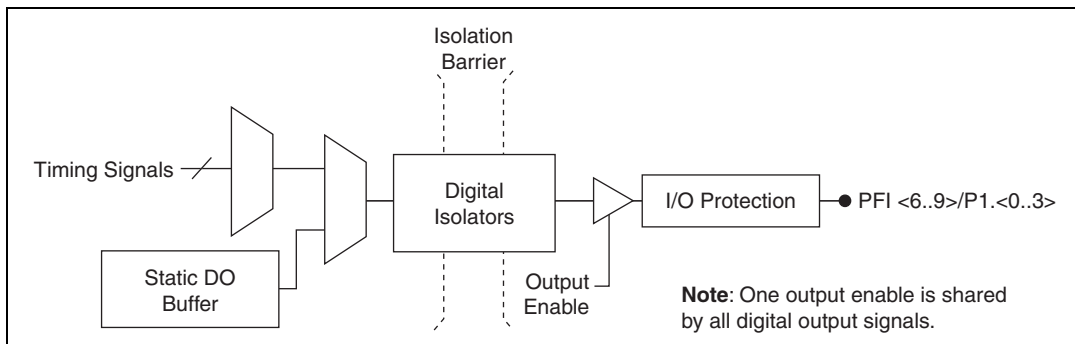 Isolation
Barrier
Timing Signals
Digital
Isolators
I/O Protection
PFI <6..9>/P1.<0..3>
Static DO
Buffer
Output
Enable
Note: One output enable is shared
by all digital output signals.